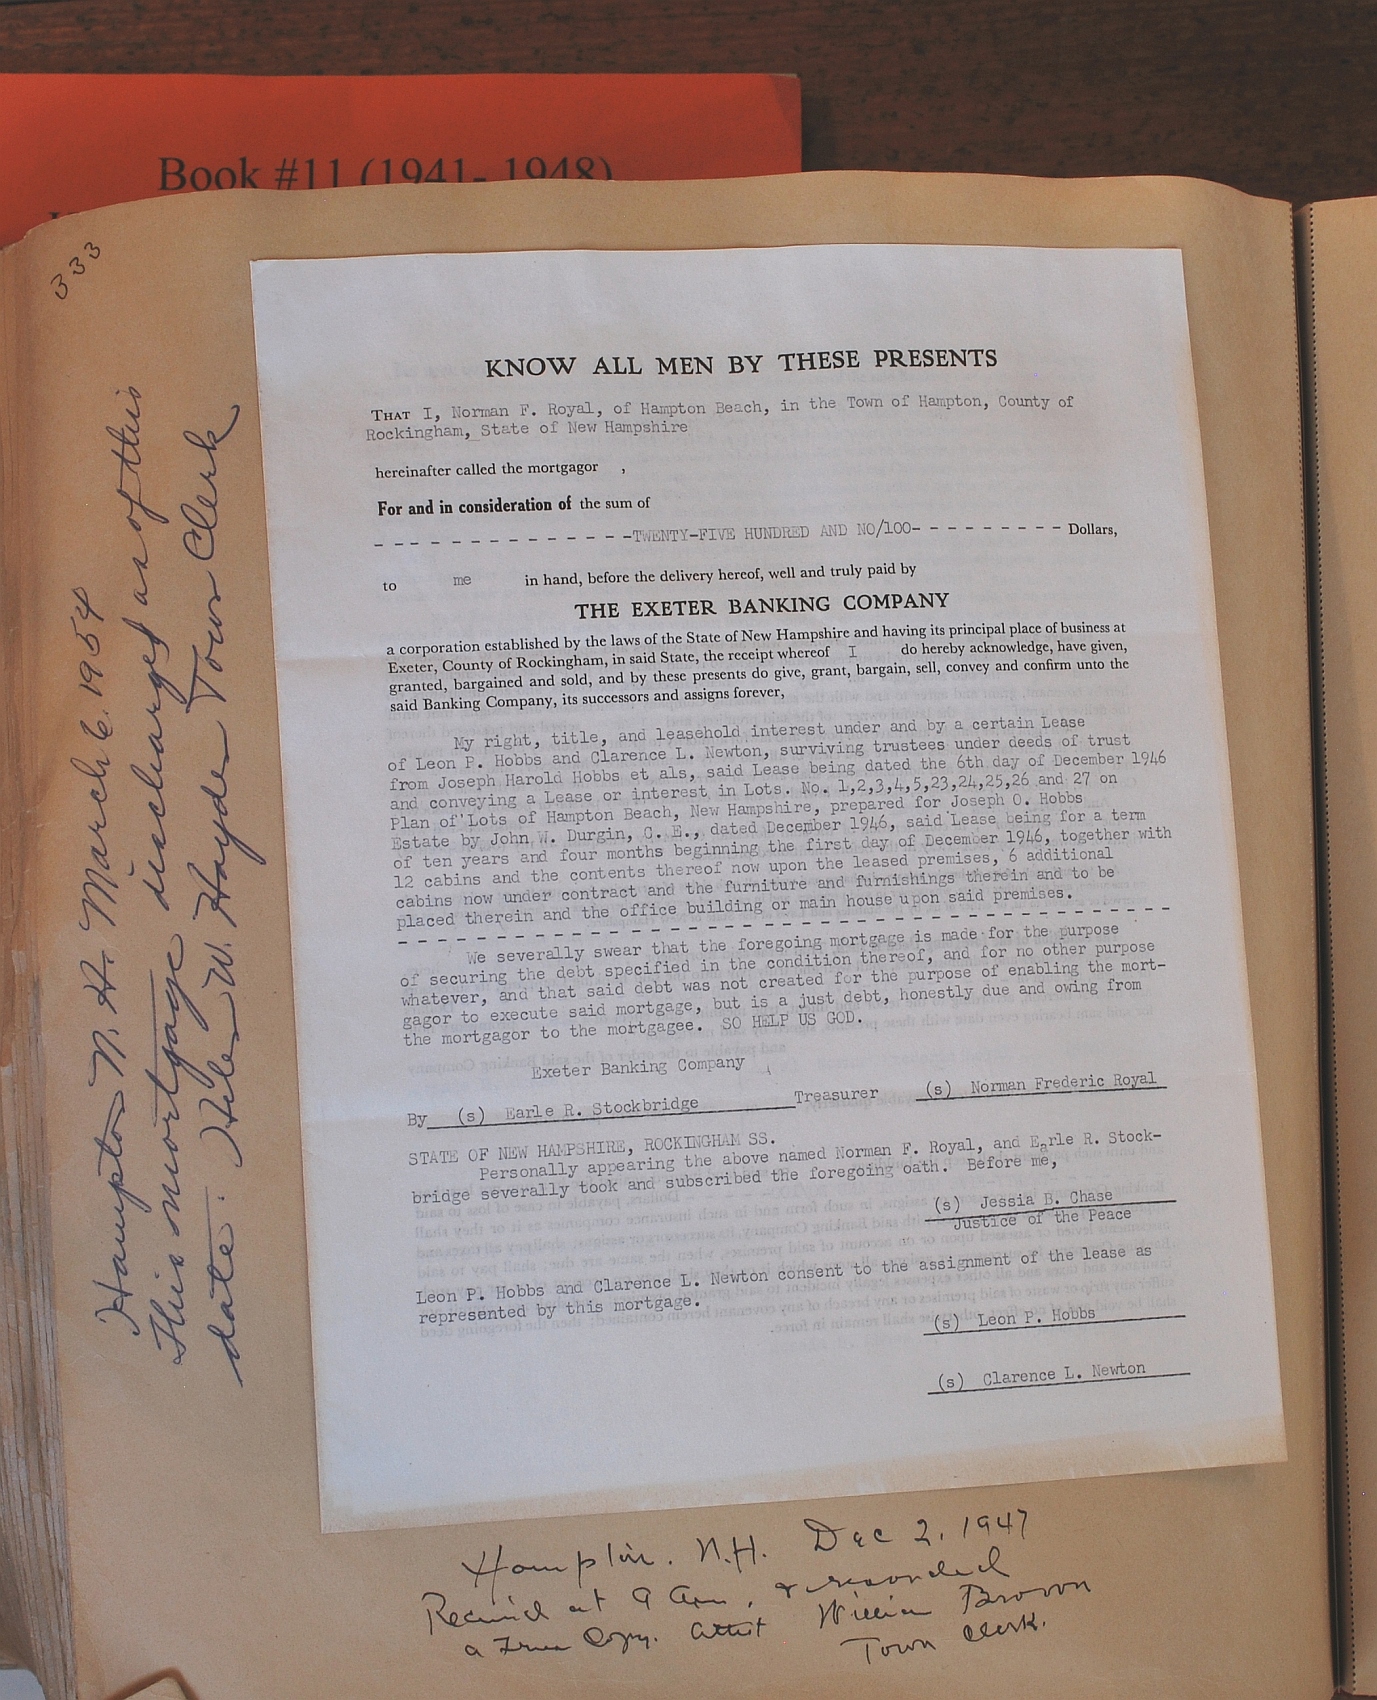 Book #11 (1941- 1948)
333
KNOW ALL MEN BY THESE PRESENTS
THAT I, Norman F. Royal, of Hampton Beach, in the Town of Hampton, County of
Rockingham, State of New Hampshire
hereinafter called the mortgagor ,
For and in consideration of the sum of
- - - - - - - - - - - - - -TWENTY-FIVE HUNDRED AND NO/100- - - - - - - - - Dollars,
to me in hand, before the delivery hereof, well and truly paid by
THE EXETER BANKING COMPANY
a corporation established by the laws of the State of New Hampshire and having its principal place of business at
Exeter, County of Rockingham, in said State, the receipt whereof I do hereby acknowledge, have given,
granted, bargained and sold, and by these presents do give, grant, bargain, sell, convey and confirm unto the
said Banking Company, its successors and assigns forever,
My right, title, and leasehold interest under and by a certain Lease
of Leon P. Hobbs and Clarence L. Newton, surviving trustees under deeds of trust
from Joseph Harold Hobbs et als, said Lease being dated the 6th day of December 1946
and conveying a Lease or interest in Lots. No. 1,2,3,4,5,23,24,25,26 and 27 on
Plan of Lots of Hampton Beach, New Hampshire, prepared for Joseph O. Hobbs
Estate by John W. Durgin, C. E., dated December 1946, said Lease being for a term
of ten years and four months beginning the first day of December 1946, together with
12 cabins and the contents thereof now upon the leased premises, 6 additional
cabins now under contract and the furniture and furnishings therein and to be
placed therein and the office building or main house upon said premises.
- - - - - - - - - - - - - - - - - - - - - - - - - - - - - - - - - - - - - - - -
We severally swear that the foregoing mortgage is made for the purpose
of securing the debt specified in the condition thereof, and for no other purpose
whatever, and that said debt was not created for the purpose of enabling the mort-
gagor to execute said mortgage, but is a just debt, honestly due and owing from
the mortgagor to the mortgagee. SO HELP US GOD.
Exeter Banking Company
By (s) Earle R. Stockbridge Treasurer (s) Norman Frederic Royal
STATE OF NEW HAMPSHIRE, ROCKINGHAM SS.
Personally appearing the above named Norman F. Royal, and Earle R. Stock-
bridge severally took and subscribed the foregoing oath. Before me,
(s) Jessia B. Chase
Justice of the Peace
Leon P. Hobbs and Clarence L. Newton consent to the assignment of the lease as
represented by this mortgage.
(s) Leon P. Hobbs
(s) Clarence L. Newton
Hampton N. H. March 6. 1954
This mortgage discharged as of this
date. Helen W. Hayden Town Clerk
Hampton. N.H. Dec 2, 1947
Received at 9 Am, & recorded
a True Copy. attest William Brown
Town Clerk.